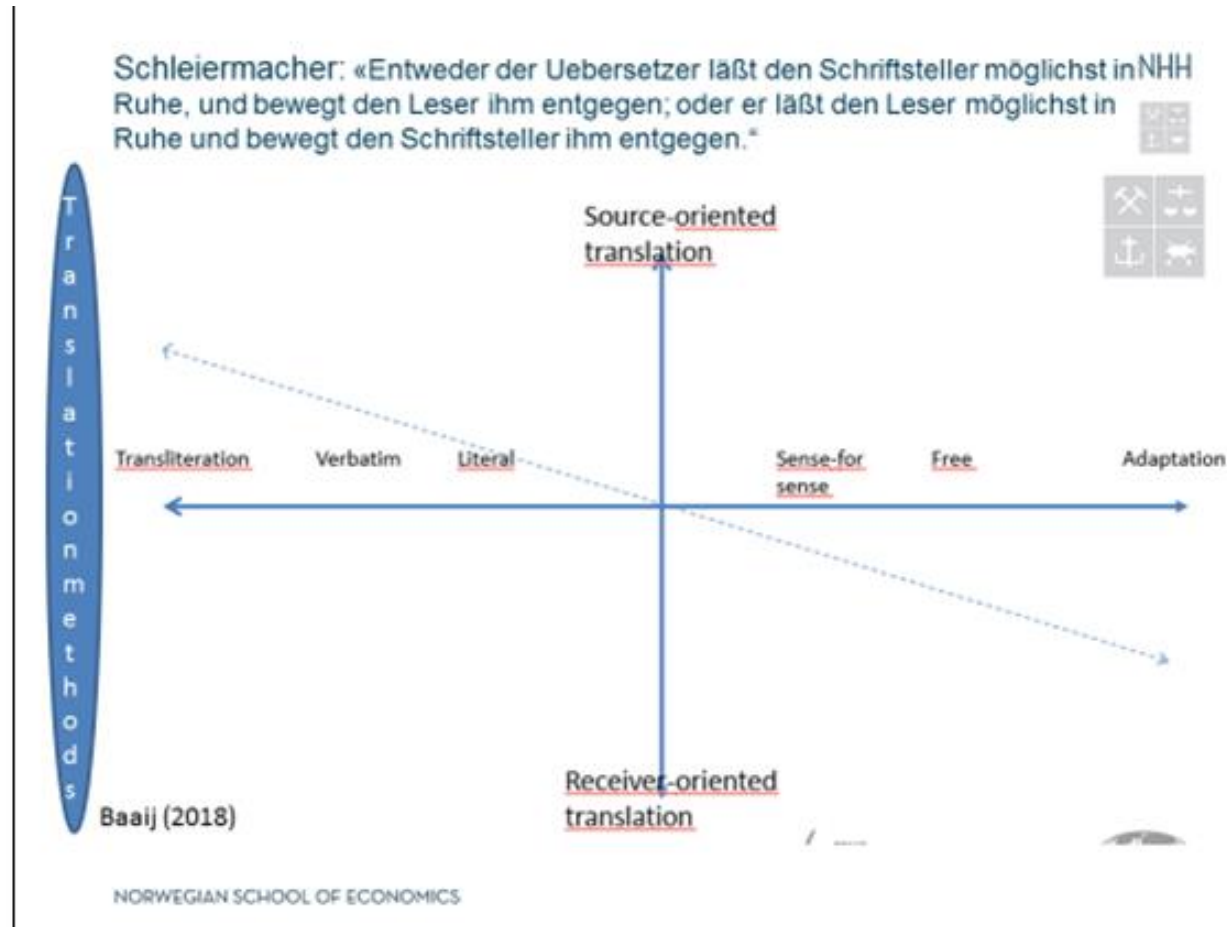 Schleiermacher: «Entweder der Uebersetzer läßt den Schriftsteller möglichst in
Ruhe, und bewegt den Leser ihm entgegen; oder er läßt den Leser möglichst in
Ruhe und bewegt den Schriftsteller ihm entgegen.“
NHH
Translationmethods
Source-oriented
translation
Transliteration
Verbatim
Literal
Sense-for
sense
Free
Adaptation
Receiver-oriented
translation
Baaij (2018)
NORWEGIAN SCHOOL OF ECONOMICS